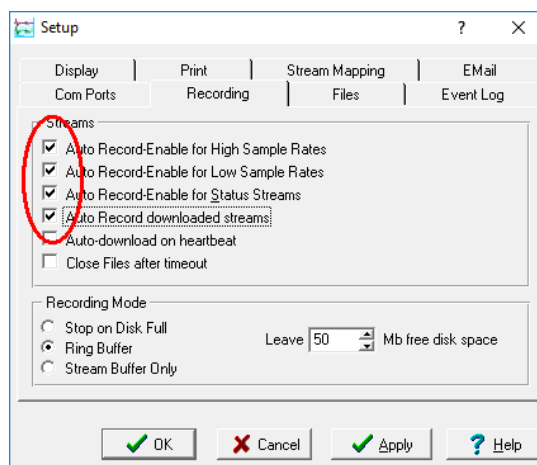 Setup
?
Display Print Stream Mapping EMail
Com Ports Recording Files Event Log
Streams
Auto Record-Enable for High Sample Rates
Auto Record-Enable for Low Sample Rates
Auto Record-Enable for Status Streams
Auto Record downloaded streams
Auto-download on heartbeat
Close Files after timeout
Recording Mode
Stop on Disk Full
Ring Buffer
Stream Buffer Only
Leave 50 Mb free disk space
OK Cancel Apply ? Help